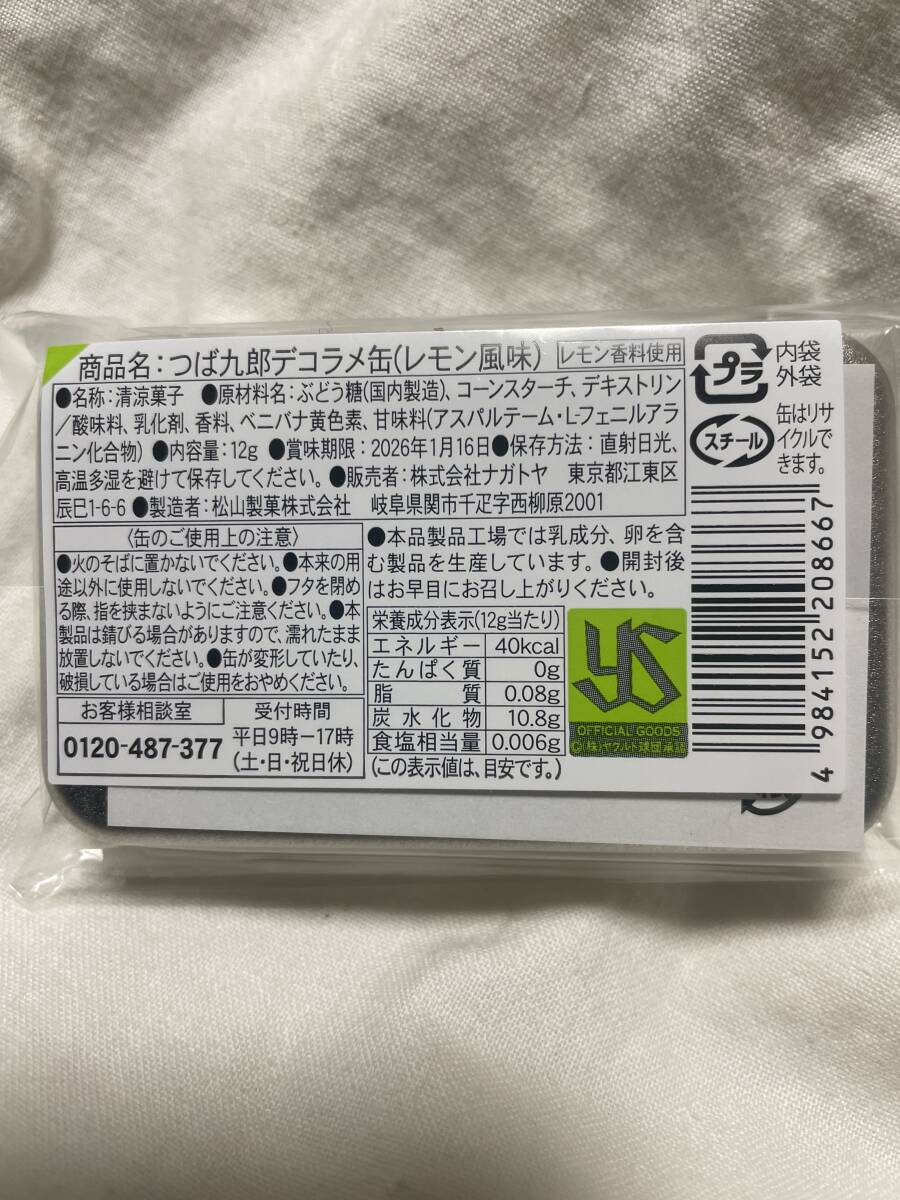 商品名：つば九郎デコラメ缶(レモン風味) レモン香料使用
●名称：清涼菓子 ●原材料名：ぶどう糖(国内製造)、コーンスターチ、デキストリン
／酸味料、乳化剤、香料、ベニバナ黄色素、甘味料(アスパルテーム・L-フェニルアラ
ニン化合物) ●内容量：12g ●賞味期限：2026年1月16日●保存方法：直射日光、
高温多湿を避けて保存してください。●販売者：株式会社ナガトヤ 東京都江東区
辰巳1-6-6 ●製造者：松山製菓株式会社 岐阜県関市千疋字西柳原2001
〈缶のご使用上の注意〉
●火のそばに置かないでください。●本来の用
途以外に使用しないでください。●フタを閉め
る際、指を挟まないようにご注意ください。●本
製品は錆びる場合がありますので、濡れたまま
放置しないでください。●缶が変形していたり、
破損している場合はご使用をおやめください。
お客様相談室 受付時間
0120-487-377 平日9時－17時
(土・日・祝日休)
●本品製品工場では乳成分、卵を含
む製品を生産しています。●開封後
はお早目にお召し上がりください。
栄養成分表示(12g当たり)
エネルギー 40kcal
たんぱく質 0g
脂質 0.08g
炭水化物 10.8g
食塩相当量 0.006g
(この表示値は、目安です。)
YS
OFFICIAL GOODS
©(株)ヤクルト球団承認
プラ
内袋
外袋
スチール
缶はリサ
イクルで
きます。
4 984152 208667